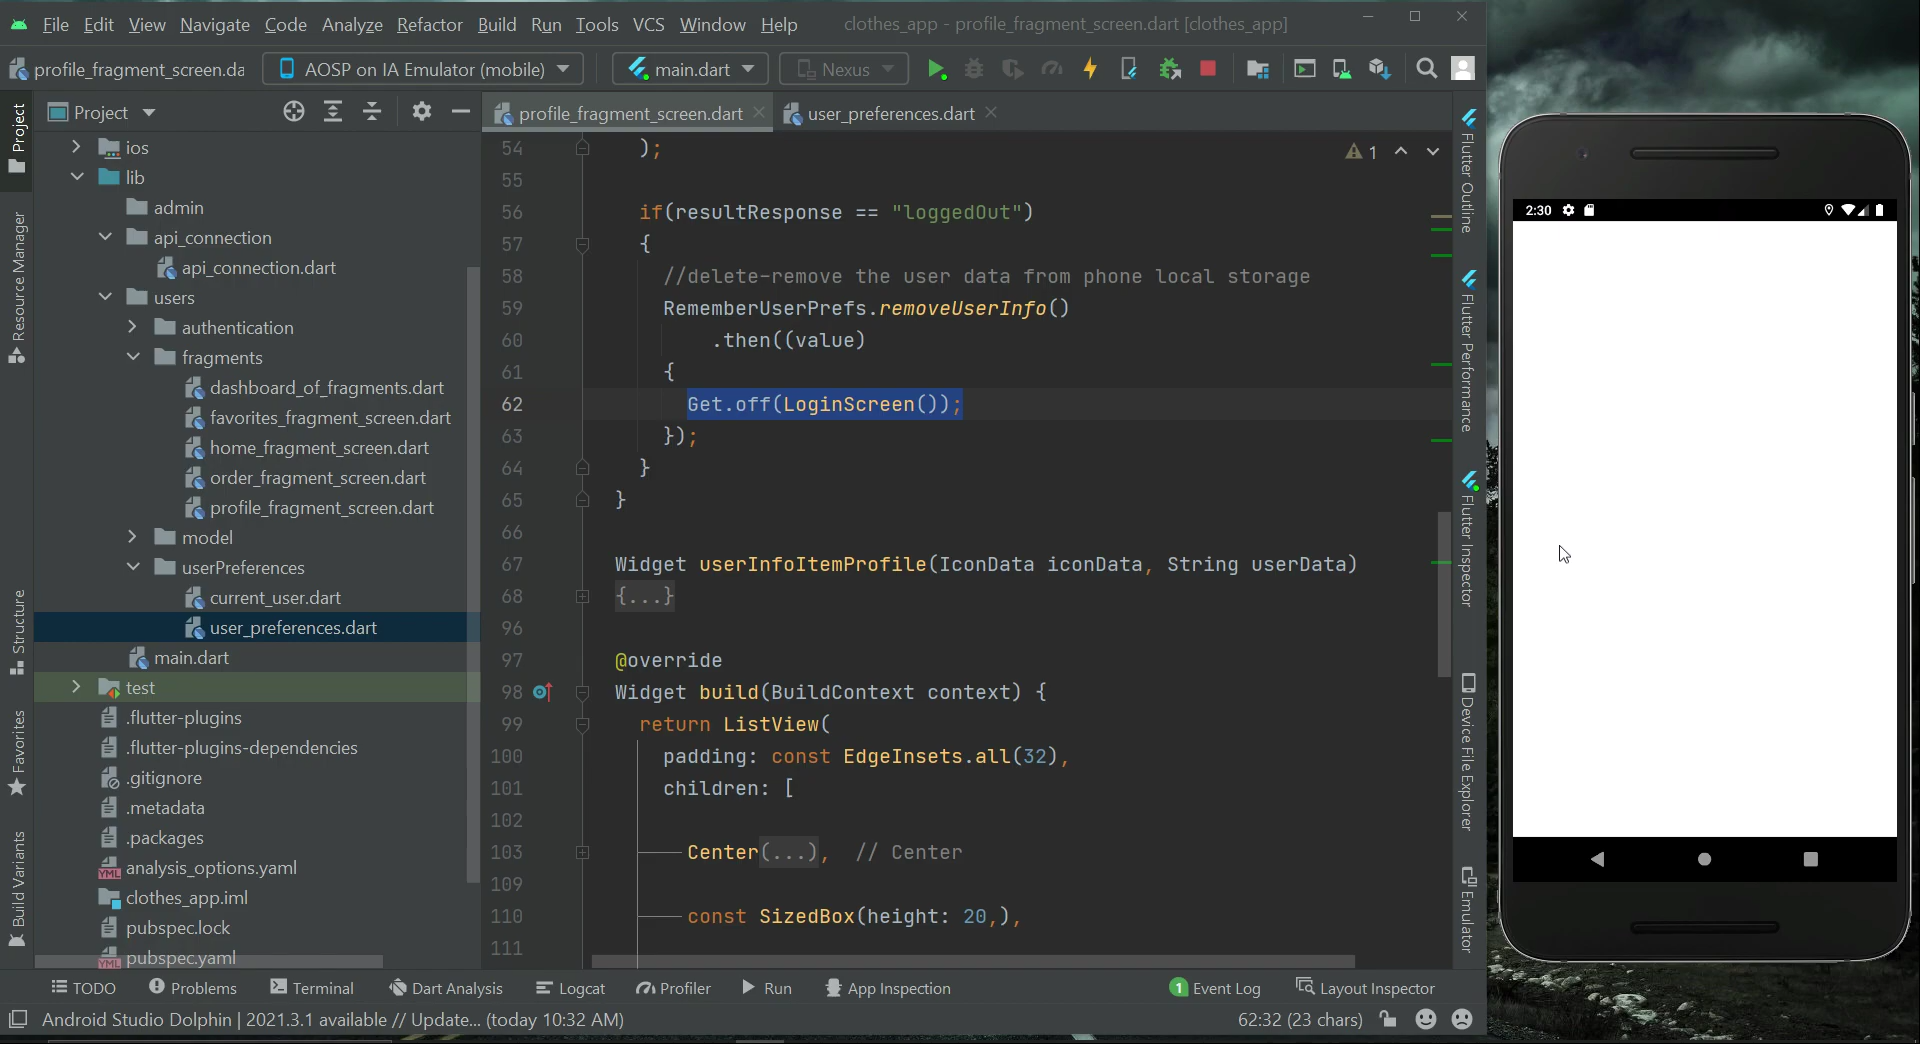 File Edit View Navigate Code Analyze Refactor Build Run Tools VCS Window Help clothes_app - profile_fragment_screen.dart [clothes_app]
profile_fragment_screen.da AOSP on IA Emulator (mobile) main.dart Nexus
Project
profile_fragment_screen.dart
user_preferences.dart
Project
Resource Manager
Structure
Favorites
Build Variants
ios
lib
admin
api_connection
api_connection.dart
users
authentication
fragments
dashboard_of_fragments.dart
favorites_fragment_screen.dart
home_fragment_screen.dart
order_fragment_screen.dart
profile_fragment_screen.dart
model
userPreferences
current_user.dart
user_preferences.dart
main.dart
test
.flutter-plugins
.flutter-plugins-dependencies
.gitignore
.metadata
.packages
analysis_options.yaml
clothes_app.iml
pubspec.lock
pubspec.yaml
1
54 );
55
56 if(resultResponse == "loggedOut")
57 {
58 //delete-remove the user data from phone local storage
59 RememberUserPrefs.removeUserInfo()
60 .then((value)
61 {
62 Get.off(LoginScreen());
63 });
64 }
65 }
66
67 Widget userInfoItemProfile(IconData iconData, String userData)
68 {...}
96
97 @override
98 Widget build(BuildContext context) {
99 return ListView(
100 padding: const EdgeInsets.all(32),
101 children: [
102
103 Center(...), // Center
109
110 const SizedBox(height: 20,),
111
Flutter Outline
Flutter Performance
Flutter Inspector
Device File Explorer
Emulator
2:30
TODO Problems Terminal Dart Analysis Logcat Profiler Run App Inspection 1 Event Log Layout Inspector
Android Studio Dolphin | 2021.3.1 available // Update... (today 10:32 AM) 62:32 (23 chars)